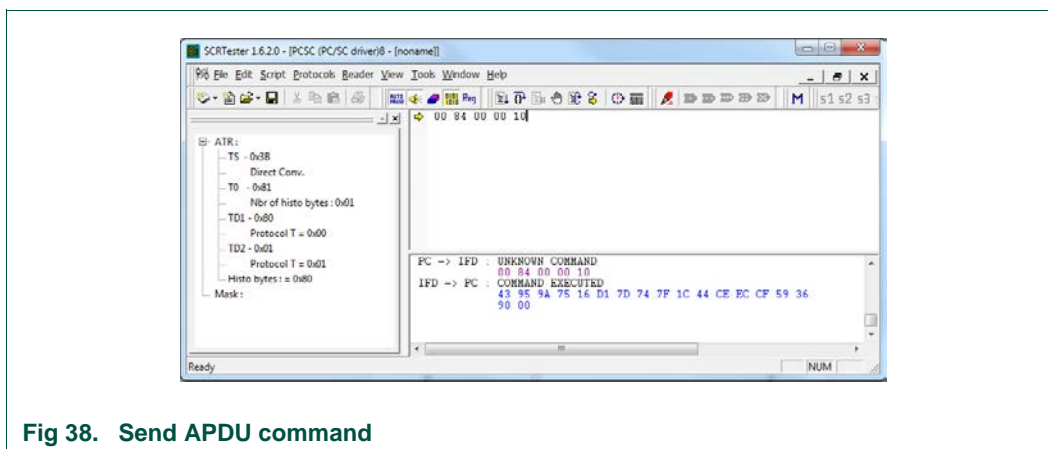 SCRTester 1.6.2.0 - [PCSC (PC/SC driver)8 - [noname]]
File Edit Script Protocols Reader View Tools Window Help
Reg M s1 s2 s3
00 84 00 00 10
ATR:
TS - 0x3B
Direct Conv.
T0 - 0x81
Nbr of histo bytes : 0x01
TD1 - 0x80
Protocol T = 0x00
TD2 - 0x01
Protocol T = 0x01
Histo bytes : = 0x80
Mask :
PC -> IFD : UNKNOWN COMMAND
00 84 00 00 10
IFD -> PC : COMMAND EXECUTED
43 95 9A 75 16 D1 7D 74 7F 1C 44 CE EC CF 59 36
90 00
Ready NUM
Fig 38. Send APDU command